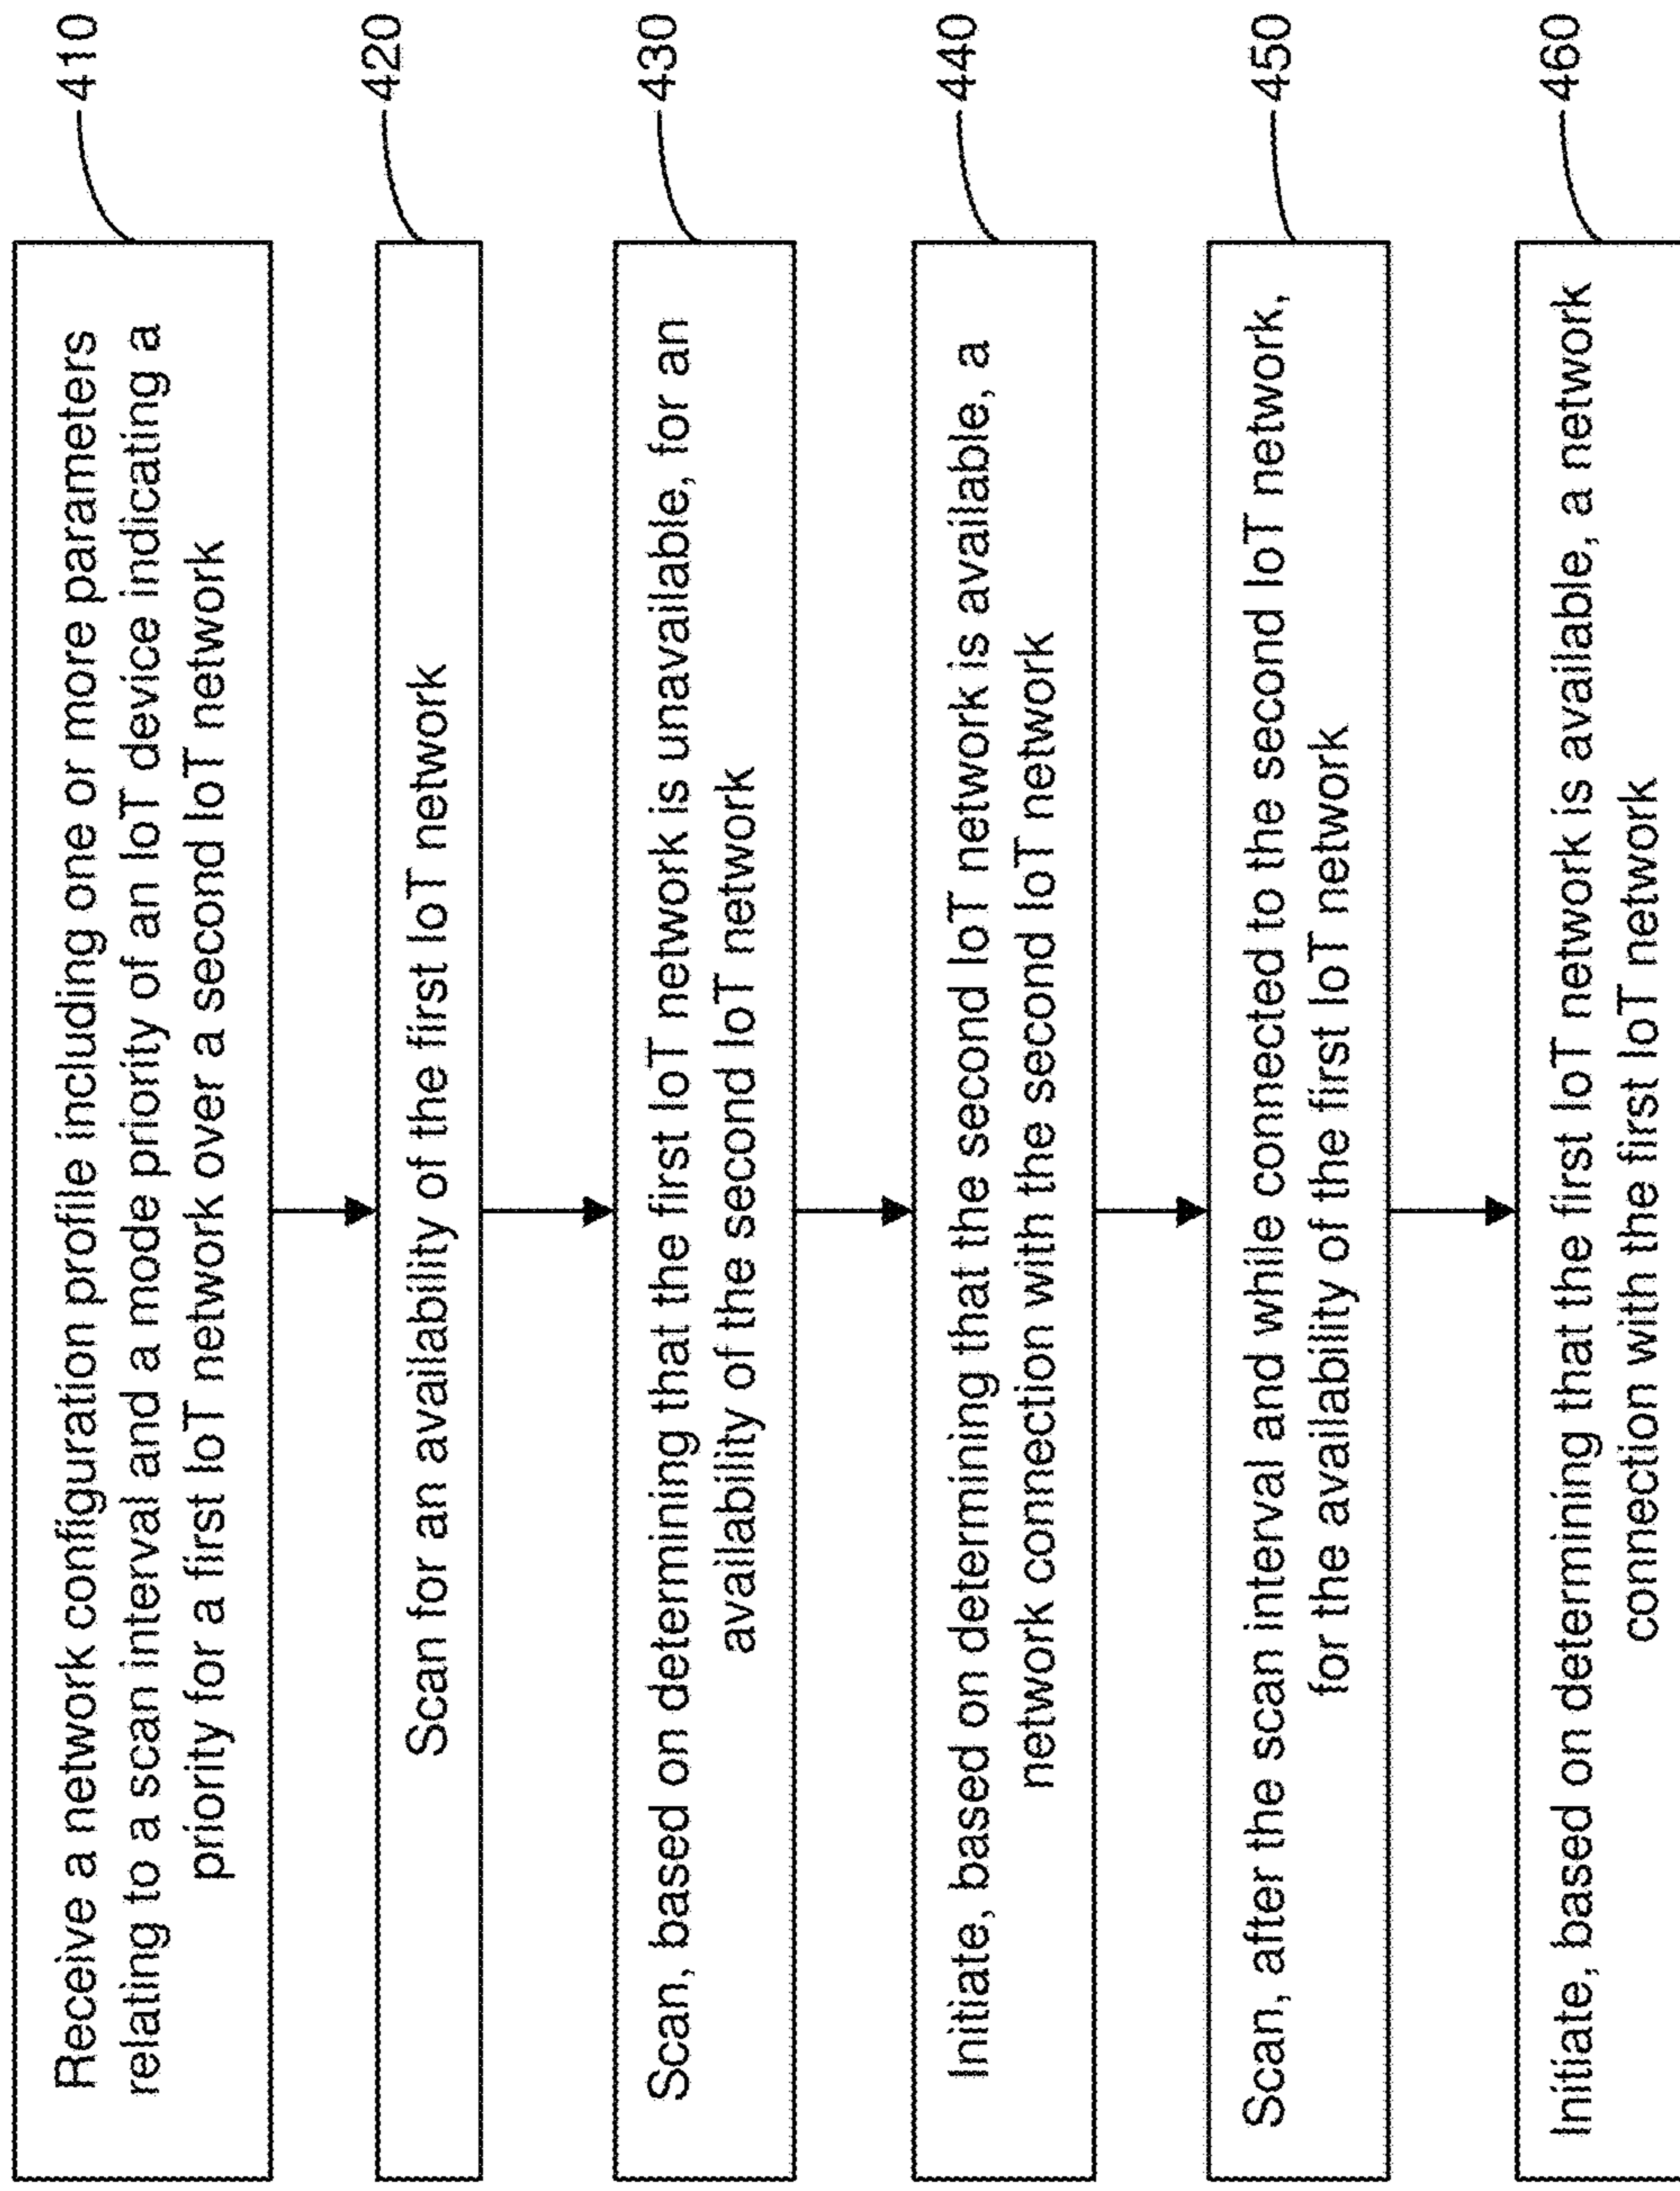 410
Receive a network configuration profile including one or more parameters
relating to a scan interval and a mode priority of an IoT device indicating a
priority for a first IoT network over a second IoT network
420
Scan for an availability of the first IoT network
430
Scan, based on determining that the first IoT network is unavailable, for an
availability of the second IoT network
440
Initiate, based on determining that the second IoT network is available, a
network connection with the second IoT network
450
Scan, after the scan interval and while connected to the second IoT network,
for the availability of the first IoT network
460
Initiate, based on determining that the first IoT network is available, a network
connection with the first IoT network